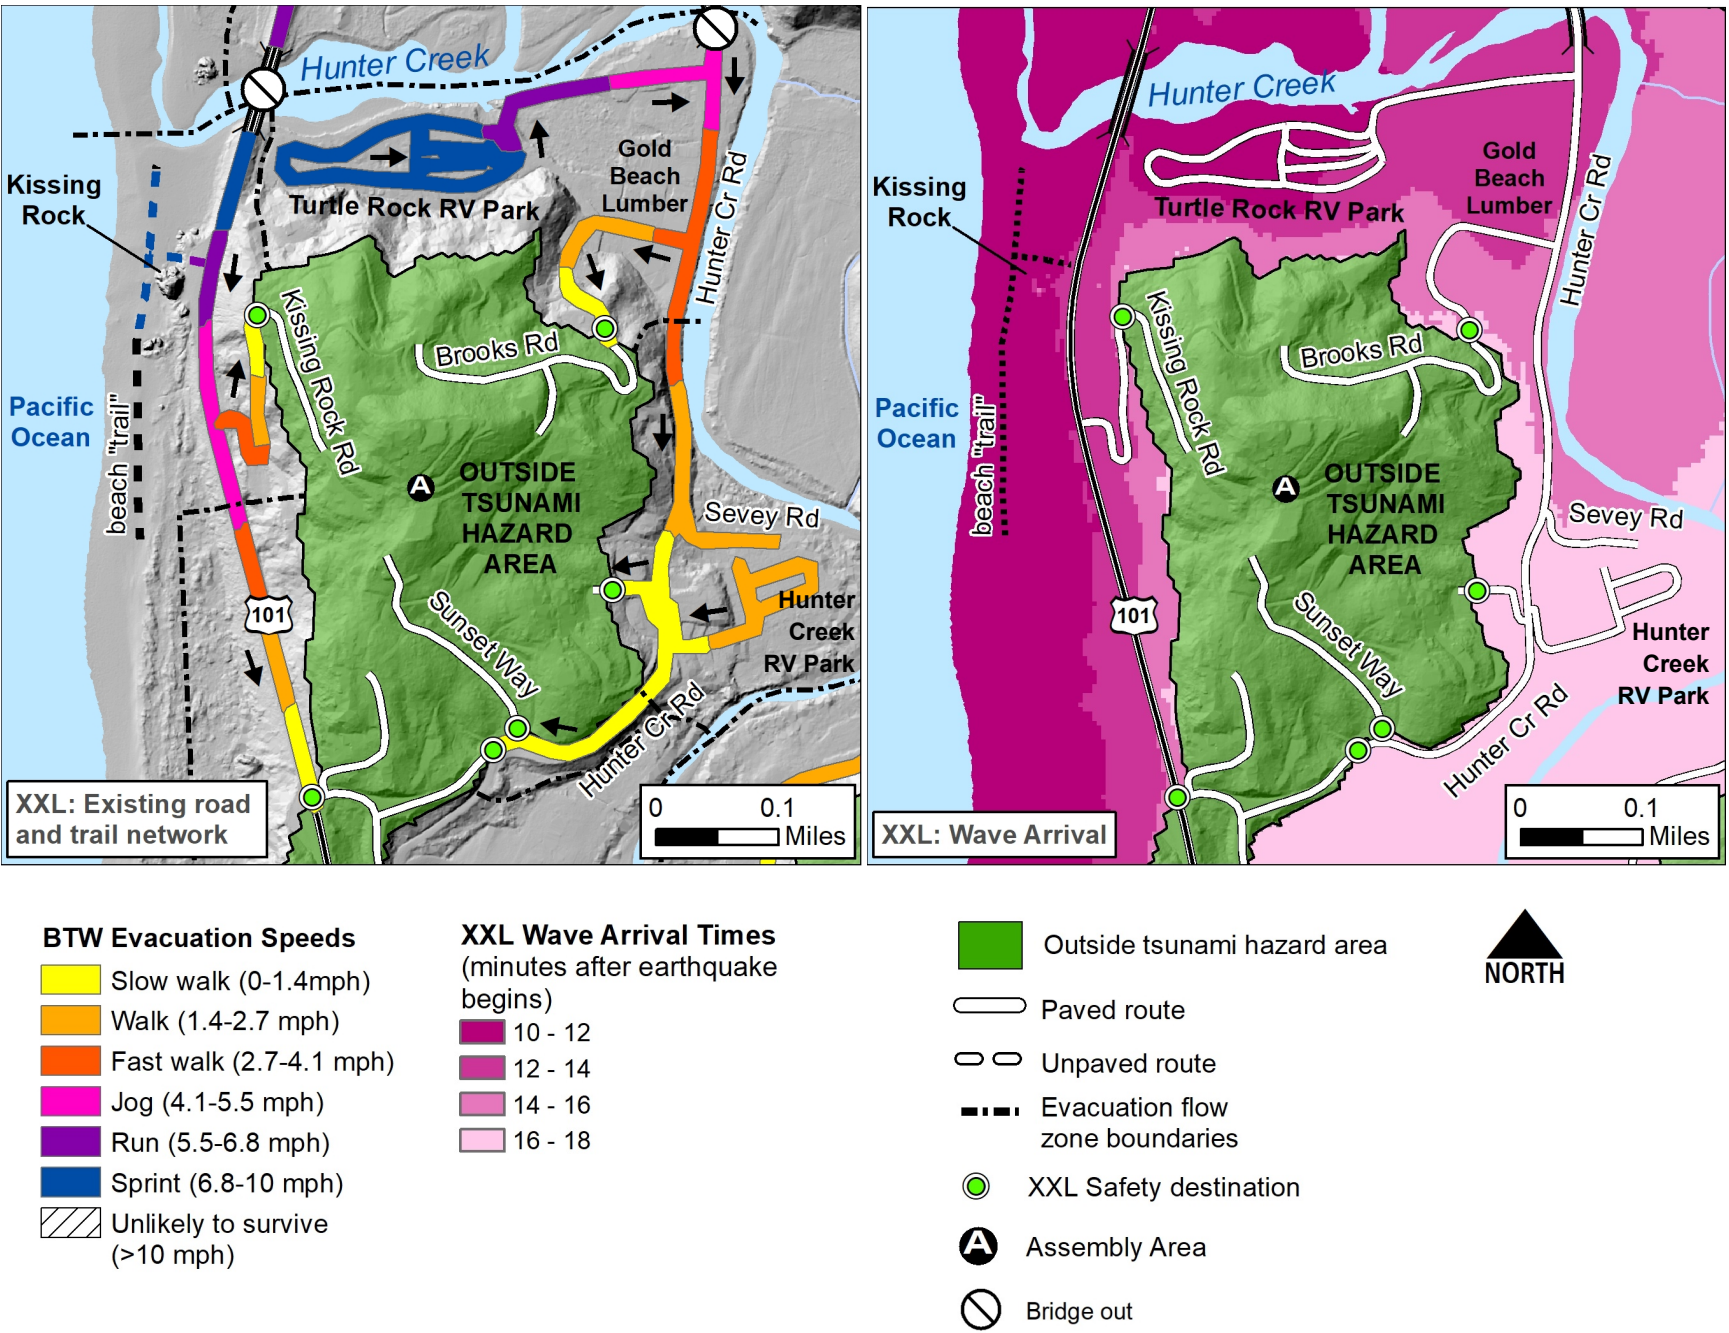 Hunter Creek
Kissing
Rock
Gold
Beach
Lumber
Turtle Rock RV Park
Hunter Cr Rd
Kissing Rock Rd
Brooks Rd
Pacific
Ocean
beach "trail"
A
OUTSIDE
TSUNAMI
HAZARD
AREA
Sevey Rd
101
Sunset Way
Hunter
Creek
RV Park
Hunter Cr Rd
XXL: Existing road
and trail network
0 0.1
Miles
Hunter Creek
Kissing
Rock
Gold
Beach
Lumber
Turtle Rock RV Park
Hunter Cr Rd
Kissing Rock Rd
Brooks Rd
Pacific
Ocean
beach "trail"
A
OUTSIDE
TSUNAMI
HAZARD
AREA
Sevey Rd
101
Sunset Way
Hunter
Creek
RV Park
Hunter Cr Rd
XXL: Wave Arrival
0 0.1
Miles
BTW Evacuation Speeds
Slow walk (0-1.4mph)
Walk (1.4-2.7 mph)
Fast walk (2.7-4.1 mph)
Jog (4.1-5.5 mph)
Run (5.5-6.8 mph)
Sprint (6.8-10 mph)
Unlikely to survive
(>10 mph)
XXL Wave Arrival Times
(minutes after earthquake
begins)
10 - 12
12 - 14
14 - 16
16 - 18
Outside tsunami hazard area
Paved route
Unpaved route
Evacuation flow
zone boundaries
XXL Safety destination
A
Assembly Area
Bridge out
NORTH